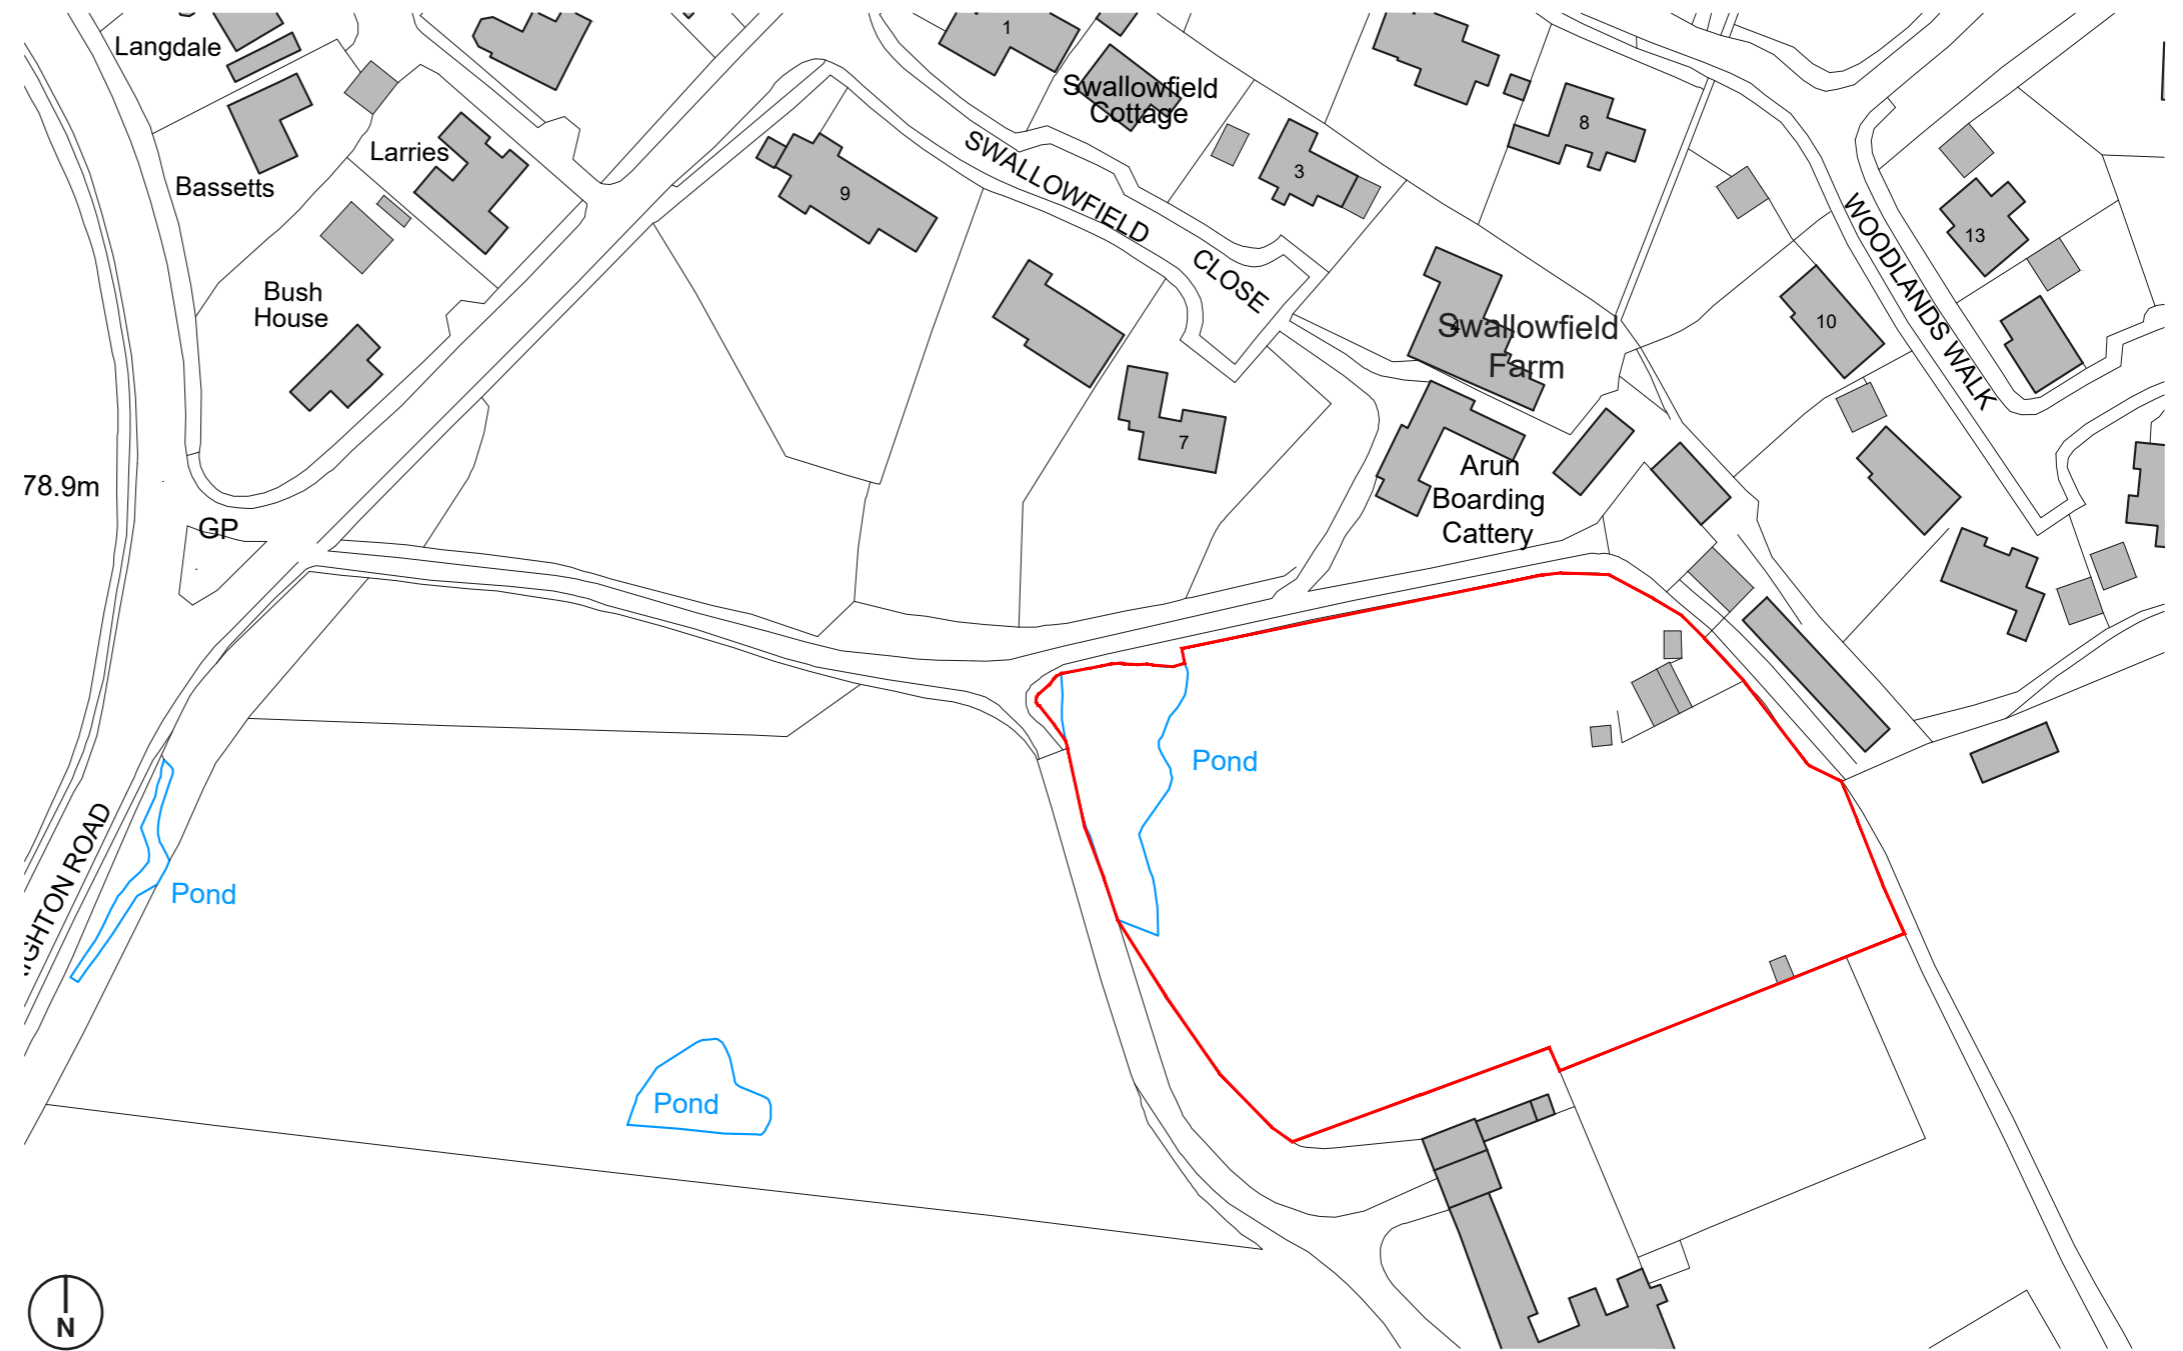 Langdale
1
Swallowfield
Cottage
8
Larries
Bassetts
9
SWALLOWFIELD
CLOSE
3
WOODLANDS WALK
13
Bush
House
4
Swallowfield
Farm
10
7
Arun
Boarding
Cattery
78.9m
GP
Pond
Pond
GHTON ROAD
Pond
N